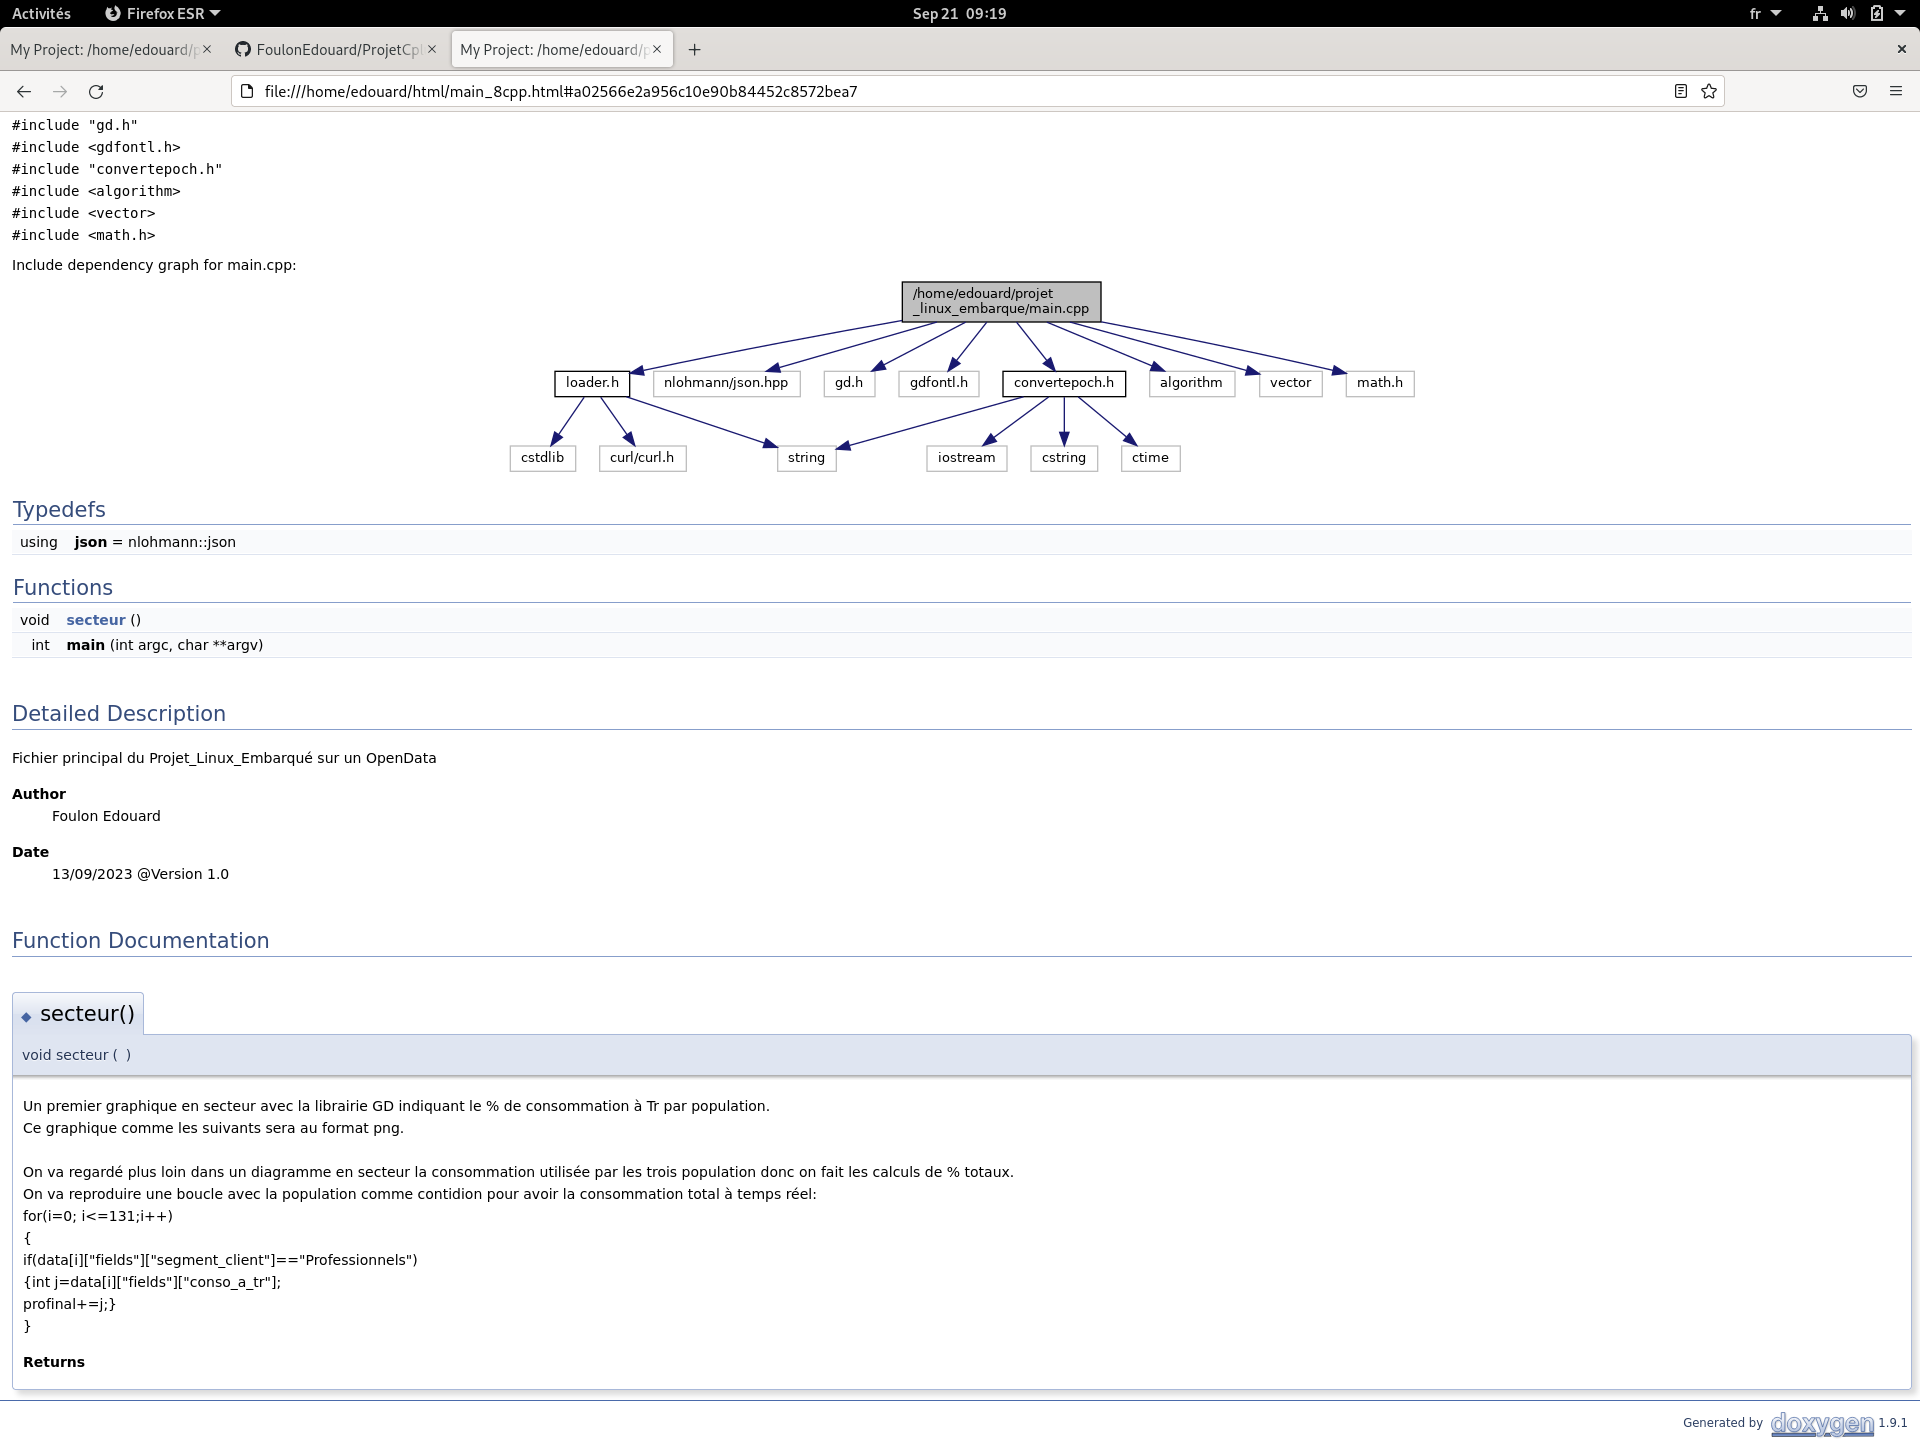 Activités
Firefox ESR
Sep 21 09:19
fr
My Project: /home/edouard/p
FoulonEdouard/ProjetCp
My Project: /home/edouard/p
file:///home/edouard/html/main_8cpp.html#a02566e2a956c10e90b84452c8572bea7
#include "gd.h"
#include <gdfontl.h>
#include "convertepoch.h"
#include <algorithm>
#include <vector>
#include <math.h>
Include dependency graph for main.cpp:
/home/edouard/projet
_linux_embarque/main.cpp
loader.h
nlohmann/json.hpp
gd.h
gdfontl.h
convertepoch.h
algorithm
vector
math.h
cstdlib
curl/curl.h
string
iostream
cstring
ctime
Typedefs
using json = nlohmann::json
Functions
void secteur ()
int main (int argc, char **argv)
Detailed Description
Fichier principal du Projet_Linux_Embarqué sur un OpenData
Author
Foulon Edouard
Date
13/09/2023 @Version 1.0
Function Documentation
◆ secteur()
void secteur ( )
Un premier graphique en secteur avec la librairie GD indiquant le % de consommation à Tr par population.
Ce graphique comme les suivants sera au format png.
On va regardé plus loin dans un diagramme en secteur la consommation utilisée par les trois population donc on fait les calculs de % totaux.
On va reproduire une boucle avec la population comme contidion pour avoir la consommation total à temps réel:
for(i=0; i<=131;i++)
{
if(data[i]["fields"]["segment_client"]=="Professionnels")
{int j=data[i]["fields"]["conso_a_tr"];
profinal+=j;}
}
Returns
Generated by doxygen 1.9.1